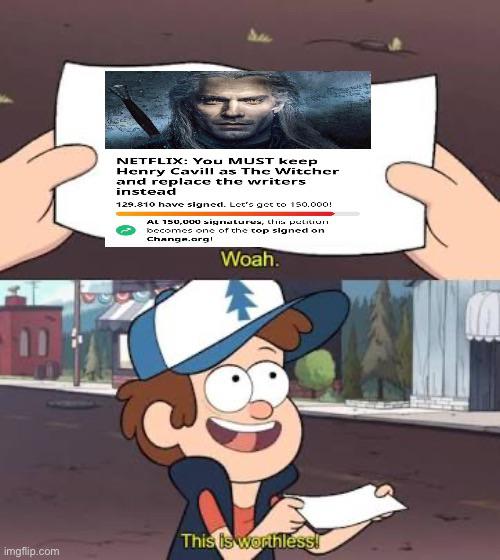 NETFLIX: You MUST keep
Henry Cavill as The Witcher
and replace the writers
instead
129.810 have signed. Let's get to 150.000!
At 150,000 signatures, this petition
becomes one of the top signed on
Change.org!
Woah.
This is worthless!
imgflip.com